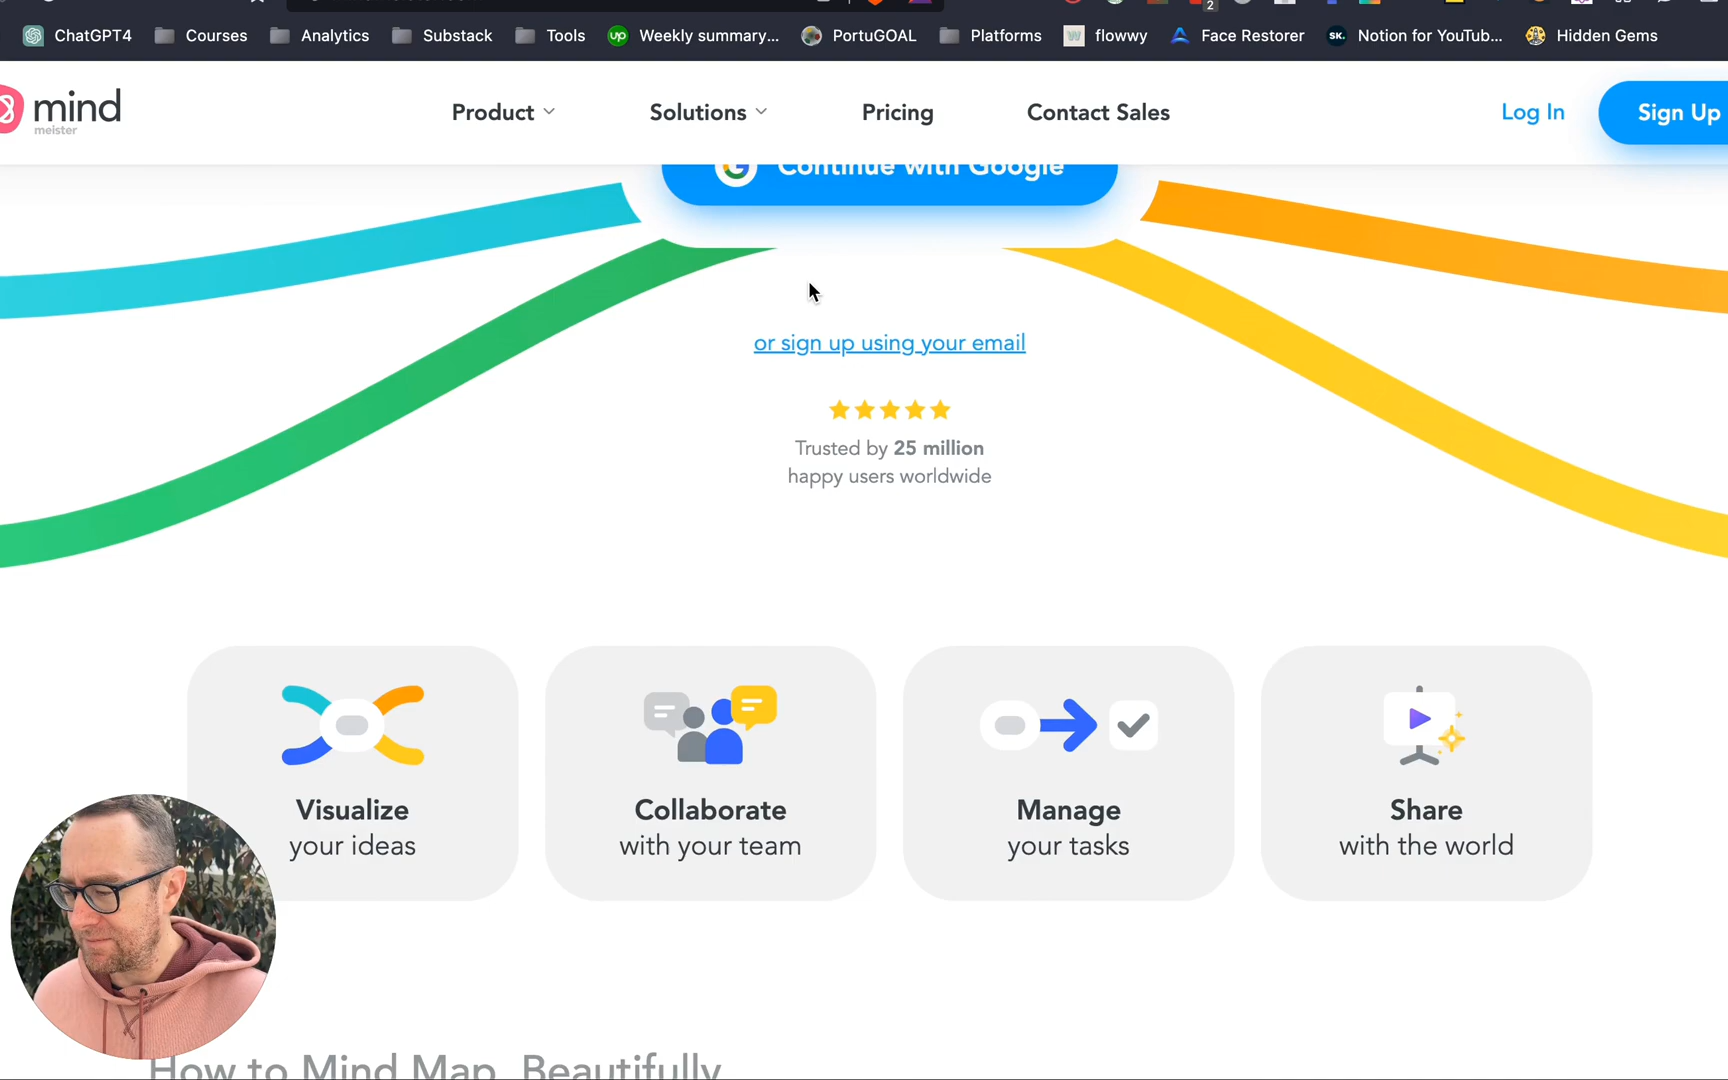 ChatGPT4 Courses Analytics Substack Tools up Weekly summary... PortuGOAL Platforms W flowwy Face Restorer SK. Notion for YouTub... Hidden Gems
2
mind
meister
Product Solutions Pricing Contact Sales Log In Sign Up
Continue with Google
or sign up using your email
Trusted by 25 million
happy users worldwide
Visualize
your ideas
Collaborate
with your team
Manage
your tasks
Share
with the world
How to Mind Map, Beautifully